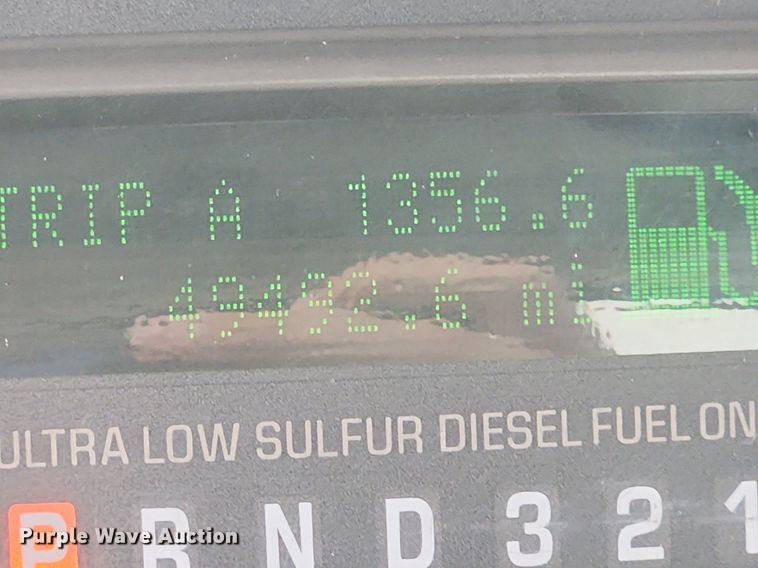 TRIP A 1356.6
49492.6 mi
ULTRA LOW SULFUR DIESEL FUEL ON
P R N D 3 2 1
Purple Wave Auction